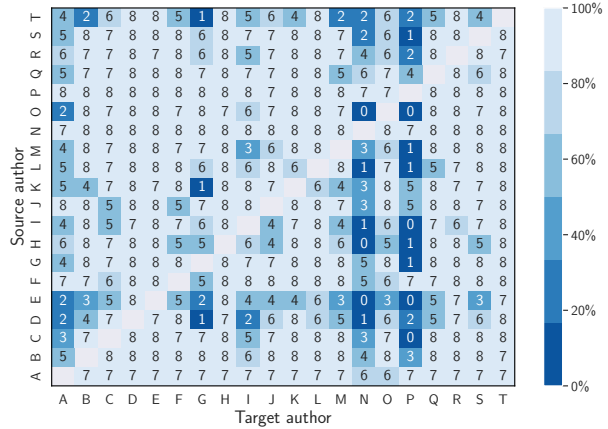 T 4 2 6 8 8 5 1 8 5 6 4 8 2 2 6 2 5 8 4 100%
S 5 8 7 8 8 8 6 8 7 7 8 8 7 2 6 1 8 8 8
R 6 7 7 8 7 8 6 8 5 7 8 8 7 4 6 2 8 8 7
Q 5 7 7 8 8 8 7 8 7 7 8 8 5 6 7 4 8 6 8 80%
P 8 8 8 7 8 8 8 8 8 8 8 8 8 7 7 8 8 8 8
O 2 8 7 8 8 7 8 7 6 7 8 8 7 0 0 8 8 7 8
N 7 8 8 8 8 8 8 8 8 8 8 8 8 8 7 8 8 8 8
M 4 8 7 8 8 7 7 8 3 6 8 8 3 6 1 8 8 8 8 60%
L 5 8 7 8 8 8 6 8 6 8 6 8 1 7 1 5 7 8 8
K 5 4 7 8 8 7 1 8 8 7 6 4 3 8 5 8 7 7 8
J 8 8 5 8 8 5 7 8 8 8 8 7 3 8 5 8 8 7 8
I 4 8 5 7 8 7 6 8 4 7 8 4 1 6 0 7 6 7 8 40%
H 6 8 7 8 8 5 5 6 4 8 8 6 0 5 1 8 8 5 8
G 4 8 7 8 8 8 8 7 7 8 8 8 5 8 1 8 8 8 8
F 7 7 6 8 8 5 8 8 8 8 8 8 5 6 7 7 8 8 8
E 2 3 5 8 5 2 8 4 4 4 6 3 0 3 0 5 7 3 7 20%
D 2 4 7 7 8 1 7 2 6 8 6 5 1 6 2 5 7 6 8
C 3 7 8 8 8 7 8 5 7 8 8 8 3 7 0 8 8 8 8
B 5 8 8 8 7 7 8 6 7 8 8 8 4 8 3 8 8 8 7
A 7 7 7 7 7 7 7 7 7 7 7 7 6 6 7 7 7 7 7 0%
Source author
A B C D E F G H I J K L M N O P Q R S T
Target author